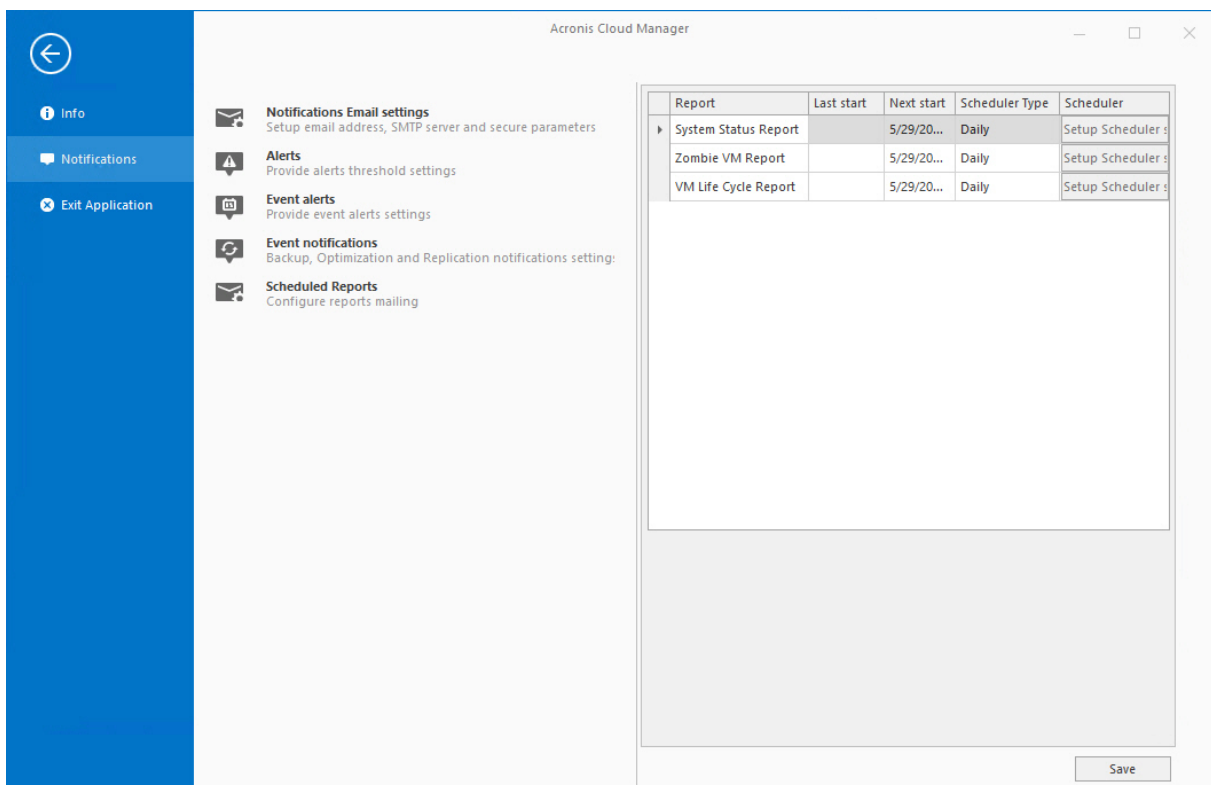 Acronis Cloud Manager
Info
Notifications
Exit Application
Notifications Email settings
Setup email address, SMTP server and secure parameters
Alerts
Provide alerts threshold settings
Event alerts
Provide event alerts settings
Event notifications
Backup, Optimization and Replication notifications setting
Scheduled Reports
Configure reports mailing
Report Last start Next start Scheduler Type Scheduler
System Status Report 5/29/20... Daily Setup Scheduler s
Zombie VM Report 5/29/20... Daily Setup Scheduler s
VM Life Cycle Report 5/29/20... Daily Setup Scheduler s
Save